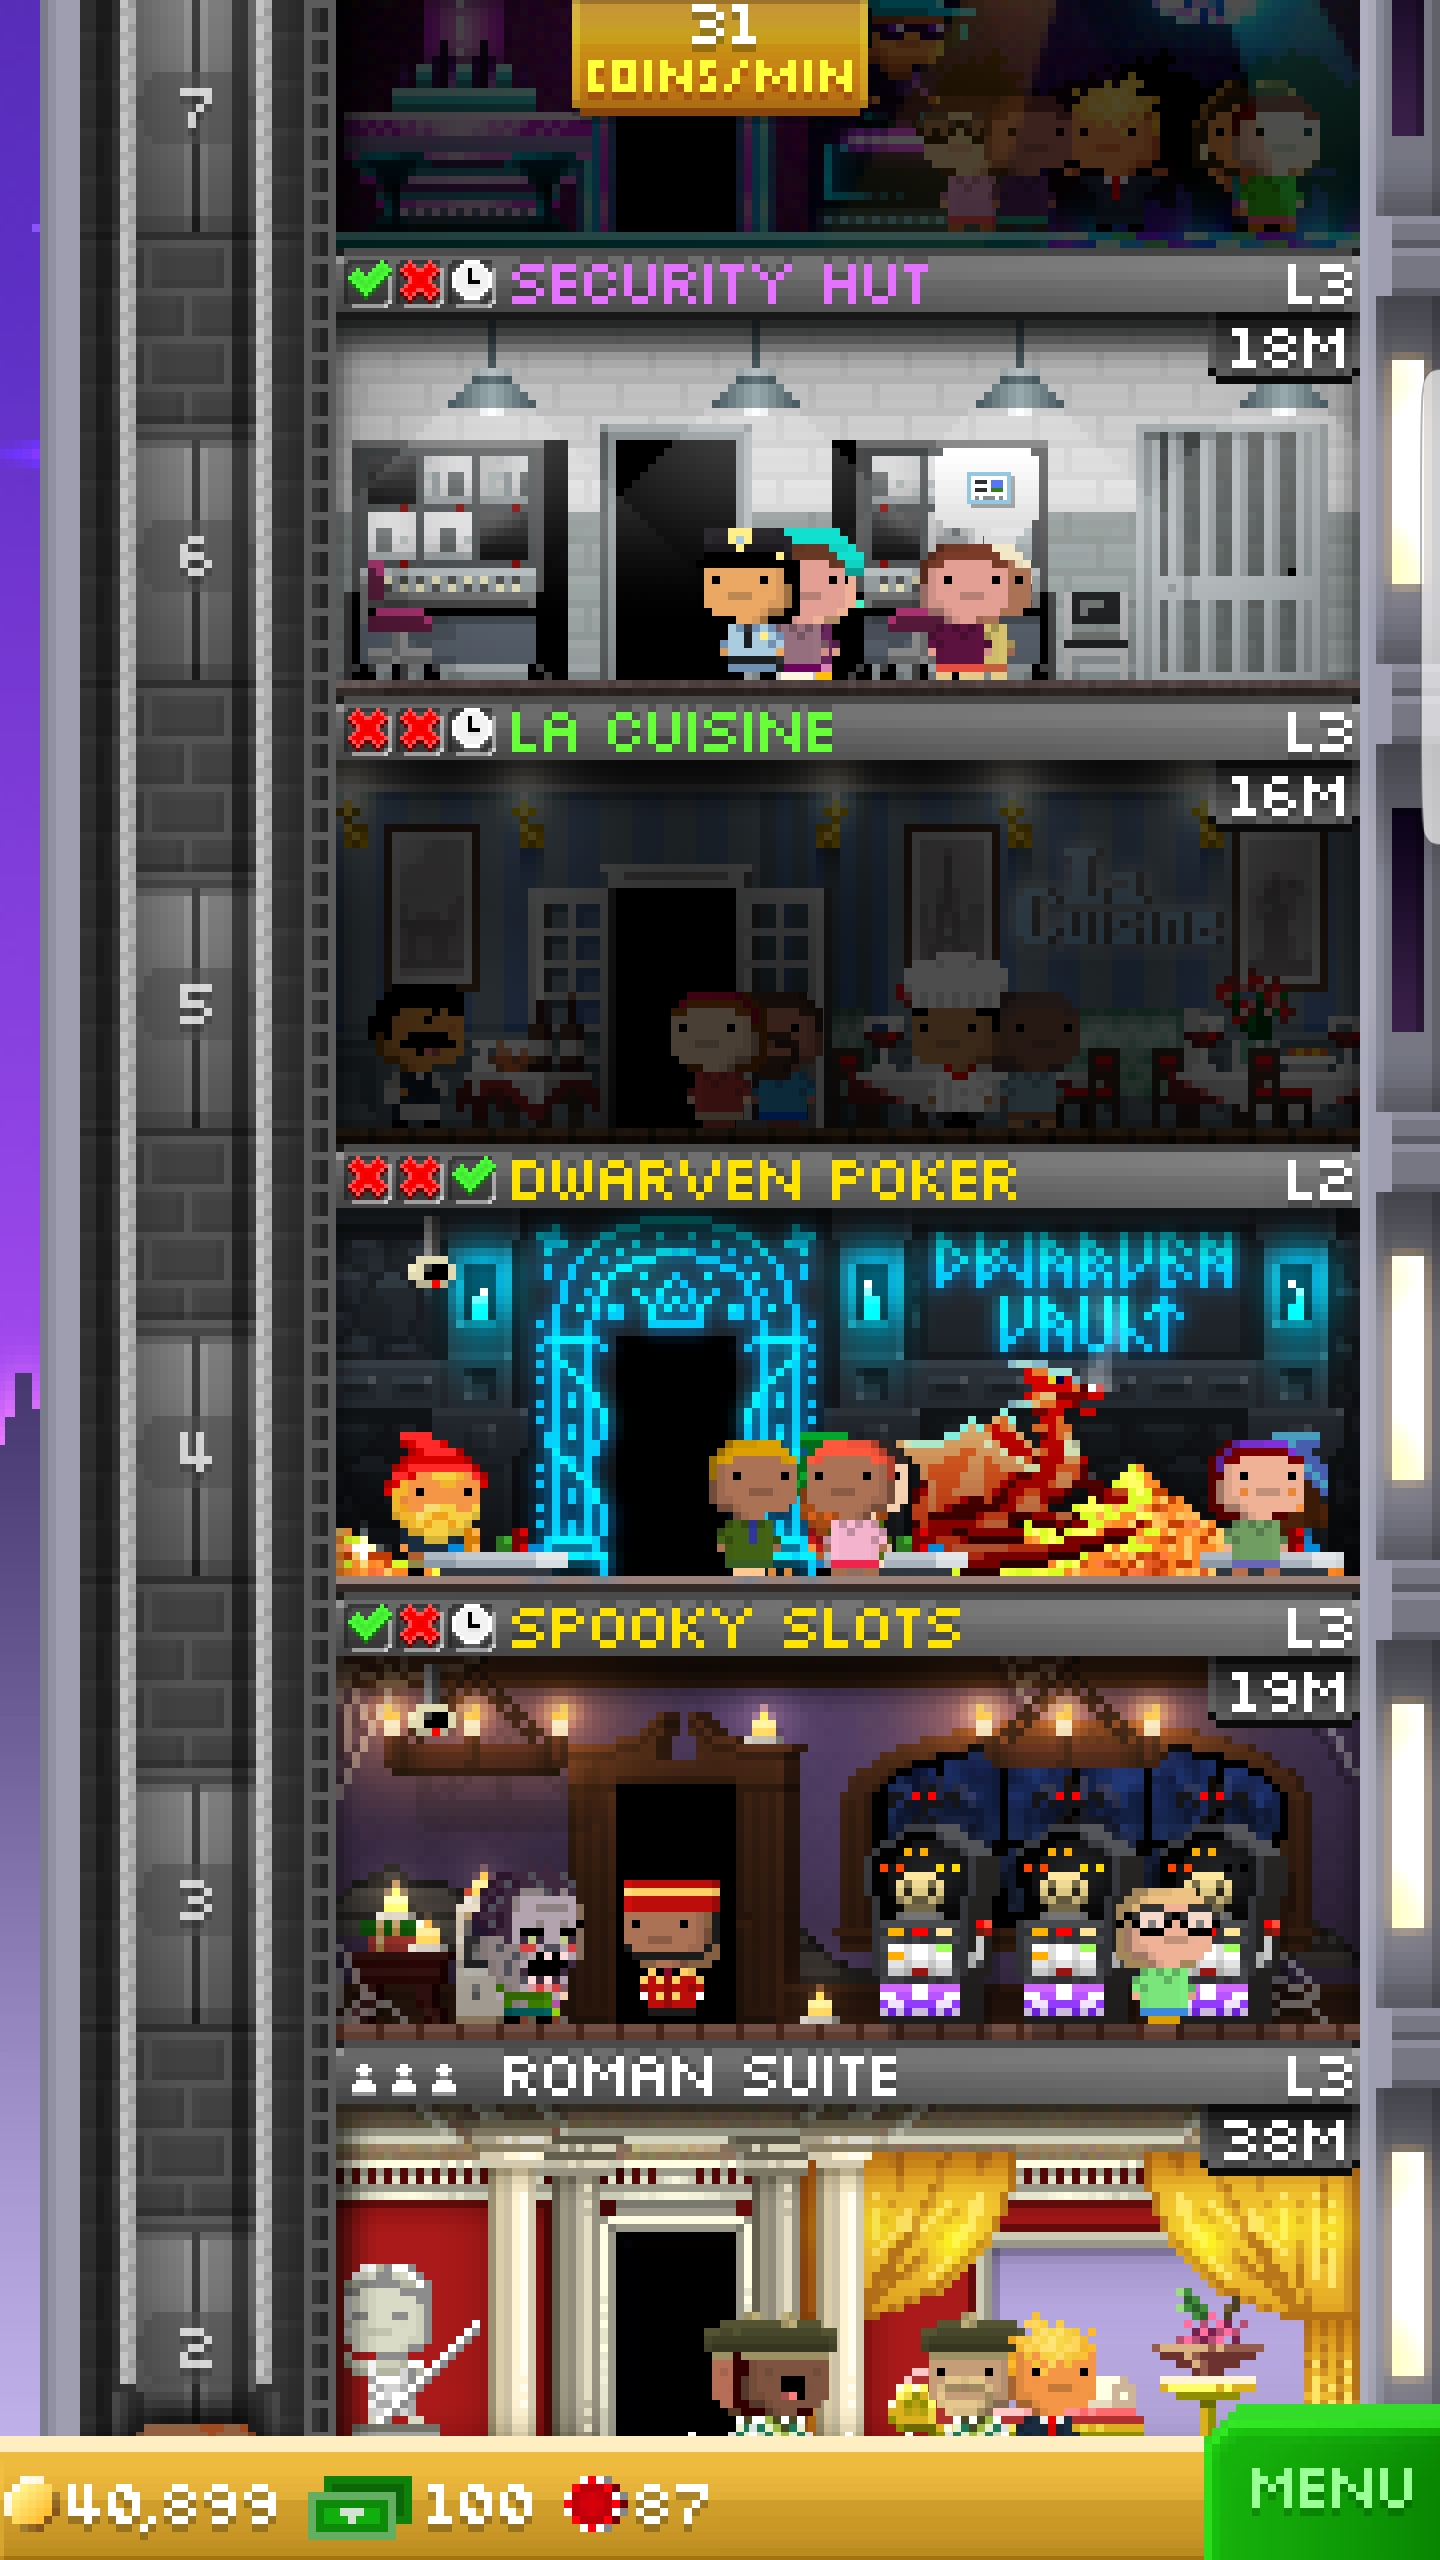 31
COINS/MIN
7
SECURITY HUT L3
18M
6
LA CUISINE L3
16M
La
Cuisine
5
DWARVEN POKER L2
DWARVEN
VAULT
4
SPOOKY SLOTS L3
19M
3
ROMAN SUITE L3
38M
2
40,899 100 87
MENU